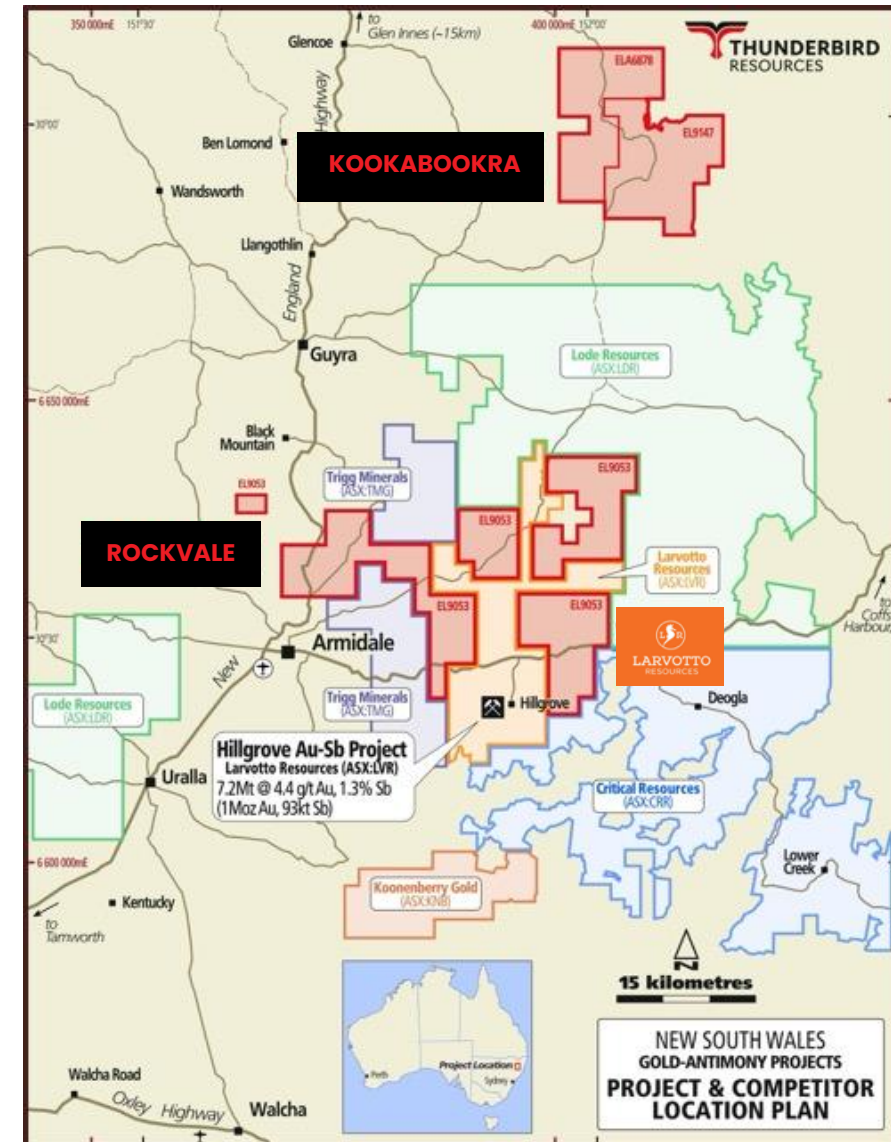 350 000mE 151°30'
to
Glen Innes (~15km)
400 000mE 152°00'
THUNDERBIRD
RESOURCES
Glencoe
Highway
ELA6878
30°00'
EL9147
Ben Lomond
KOOKABOOKRA
Wandsworth
Llangothlin
England
Guyra
Lode Resources
(ASX:LDR)
6 650 000mE
Black
Mountain
EL9053
Trigg Minerals
(ASX:TMG)
EL9053
EL9053
ROCKVALE
Larvotto
Resources
(ASX:LVR)
EL9053
EL9053
to
Coffs
Harbour
30°30'
Armidale
LSR
LARVOTTO
RESOURCES
New
Lode Resources
(ASX:LDR)
Trigg Minerals
(ASX:TMG)
Hillgrove
Deogla
Hillgrove Au-Sb Project
Larvotto Resources (ASX:LVR)
7.2Mt @ 4.4 g/t Au, 1.3% Sb
(1Moz Au, 93kt Sb)
Uralla
Critical Resources
(ASX:CRR)
6 600 000mE
Lower
Creek
Koonenberry Gold
(ASX:KNB)
Kentucky
to
Tamworth
N
15 kilometres
Project Location
Perth
Sydney
NEW SOUTH WALES
GOLD-ANTIMONY PROJECTS
PROJECT & COMPETITOR
LOCATION PLAN
Walcha Road
Oxley Highway
Walcha